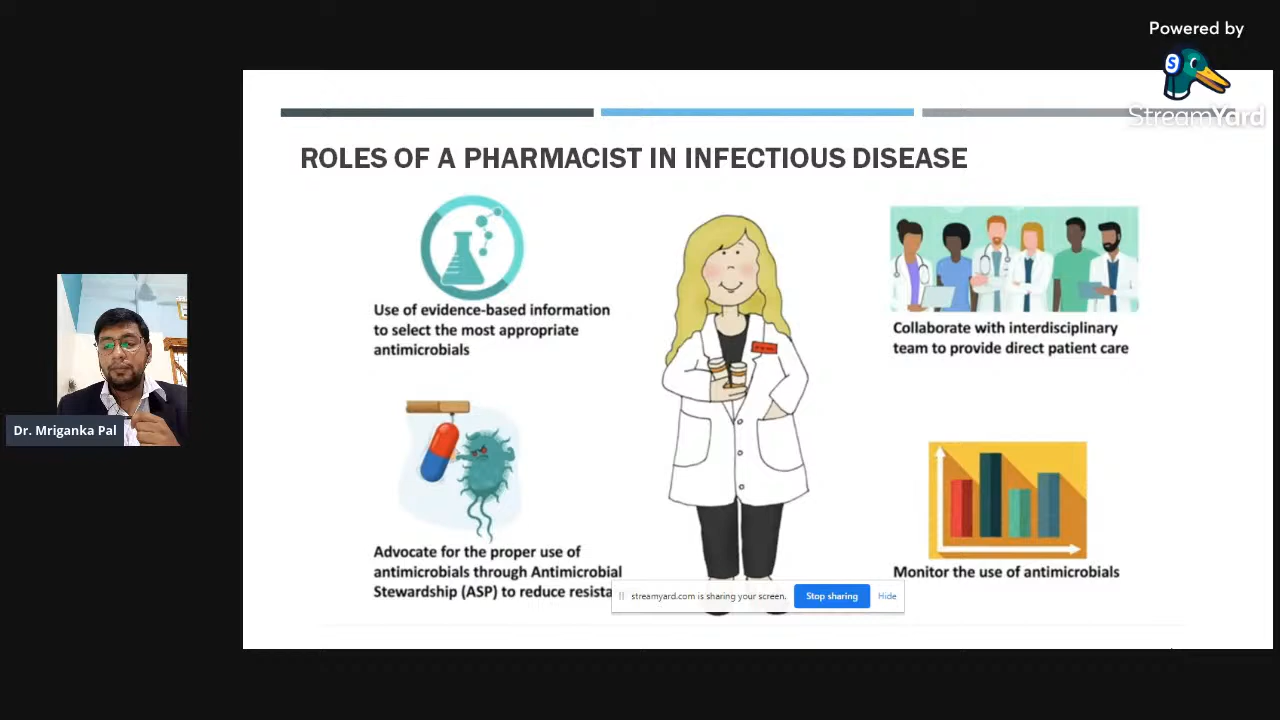 Powered by
StreamYard
ROLES OF A PHARMACIST IN INFECTIOUS DISEASE
Use of evidence-based information
to select the most appropriate
antimicrobials
Collaborate with interdisciplinary
team to provide direct patient care
Dr. Mriganka Pal
Advocate for the proper use of
antimicrobials through Antimicrobial
Stewardship (ASP) to reduce resista
Monitor the use of antimicrobials
streamyard.com is sharing your screen.
Stop sharing
Hide